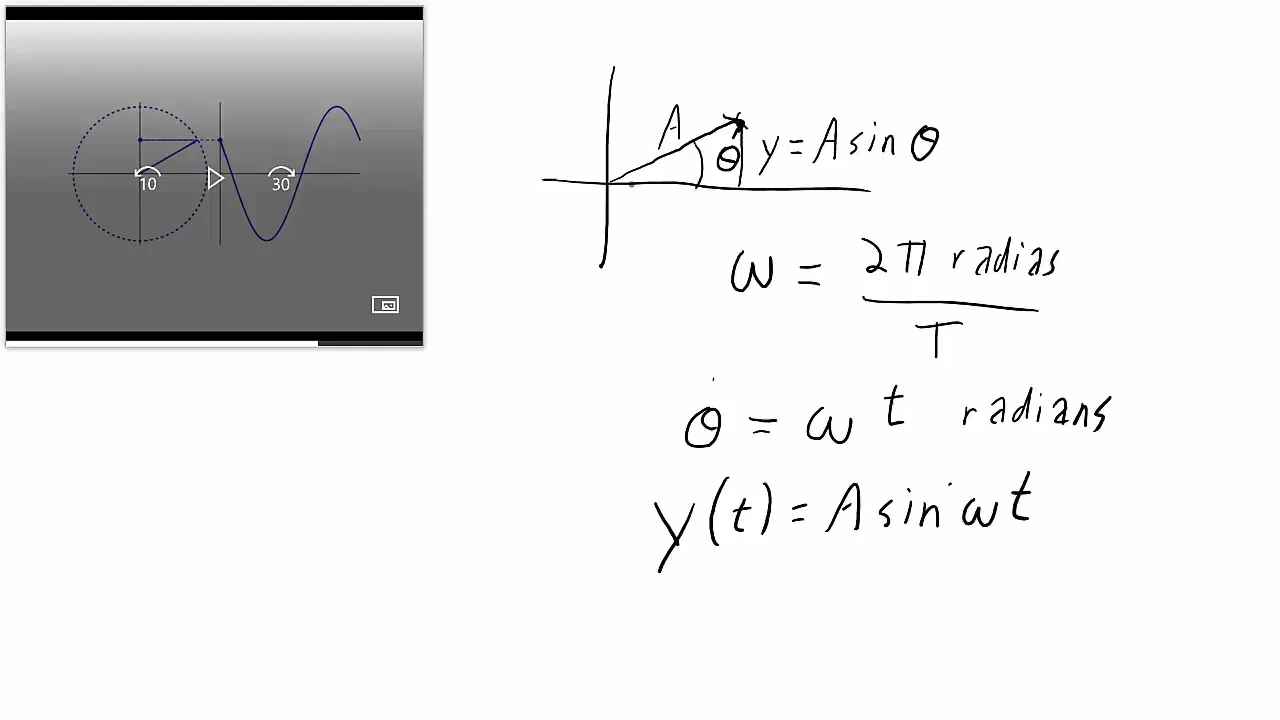 10
30
A
θ
y = A sin θ
ω = 2π radias
T
θ = ω t radians
y(t) = A sin ωt